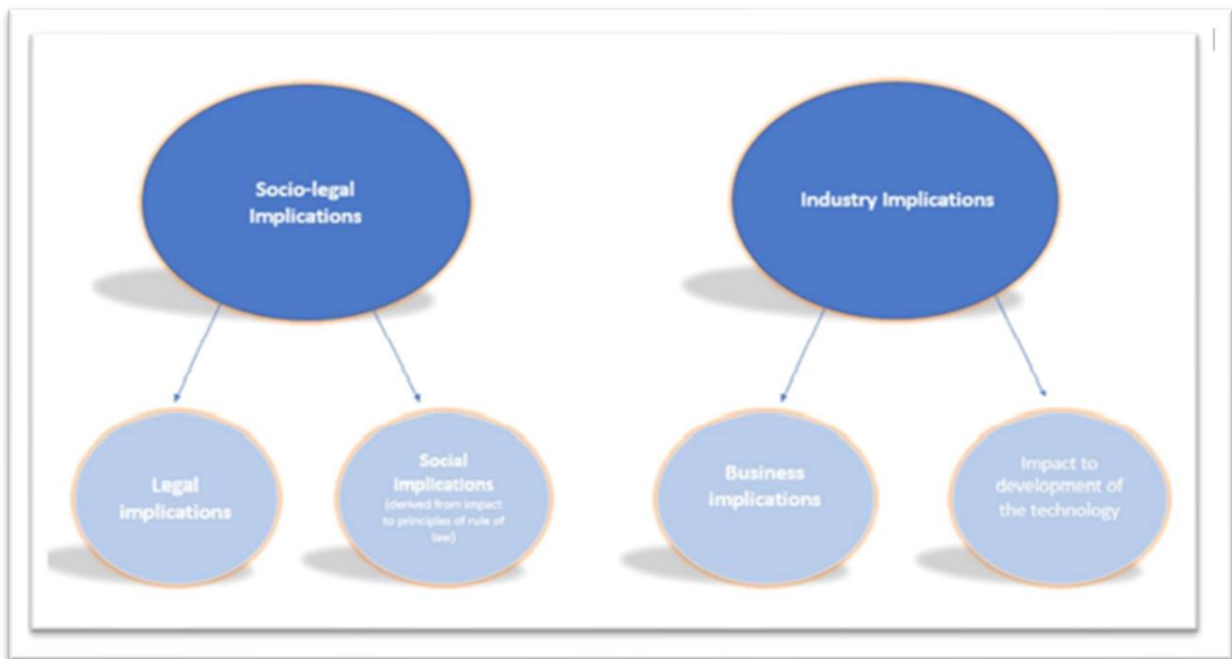 Socio-legal
Implications
Industry Implications
Legal
implications
Social
Implications
(derived from impact
to principles of rule of
law)
Business
implications
Impact to
development of
the technology